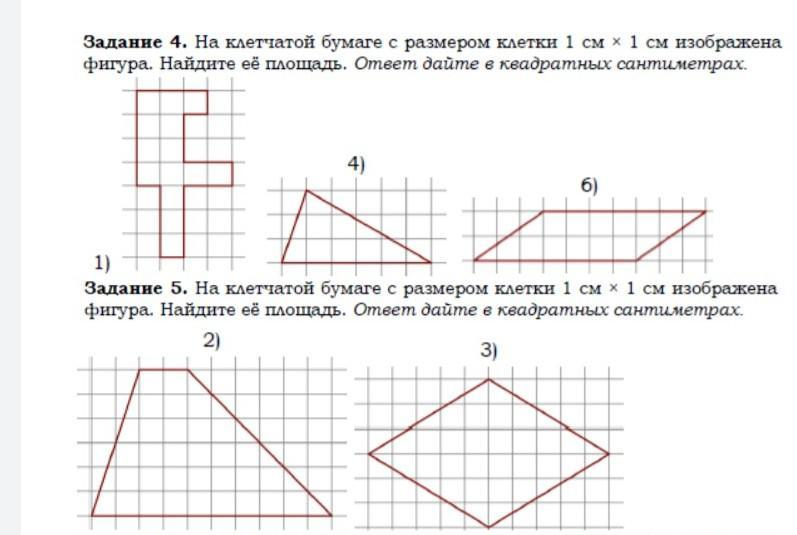 Задание 4. На клетчатой бумаге с размером клетки 1 см × 1 см изображена
фигура. Найдите её площадь. Ответ дайте в квадратных сантиметрах.
4)
6)
1)
Задание 5. На клетчатой бумаге с размером клетки 1 см × 1 см изображена
фигура. Найдите её площадь. Ответ дайте в квадратных сантиметрах.
2)
3)